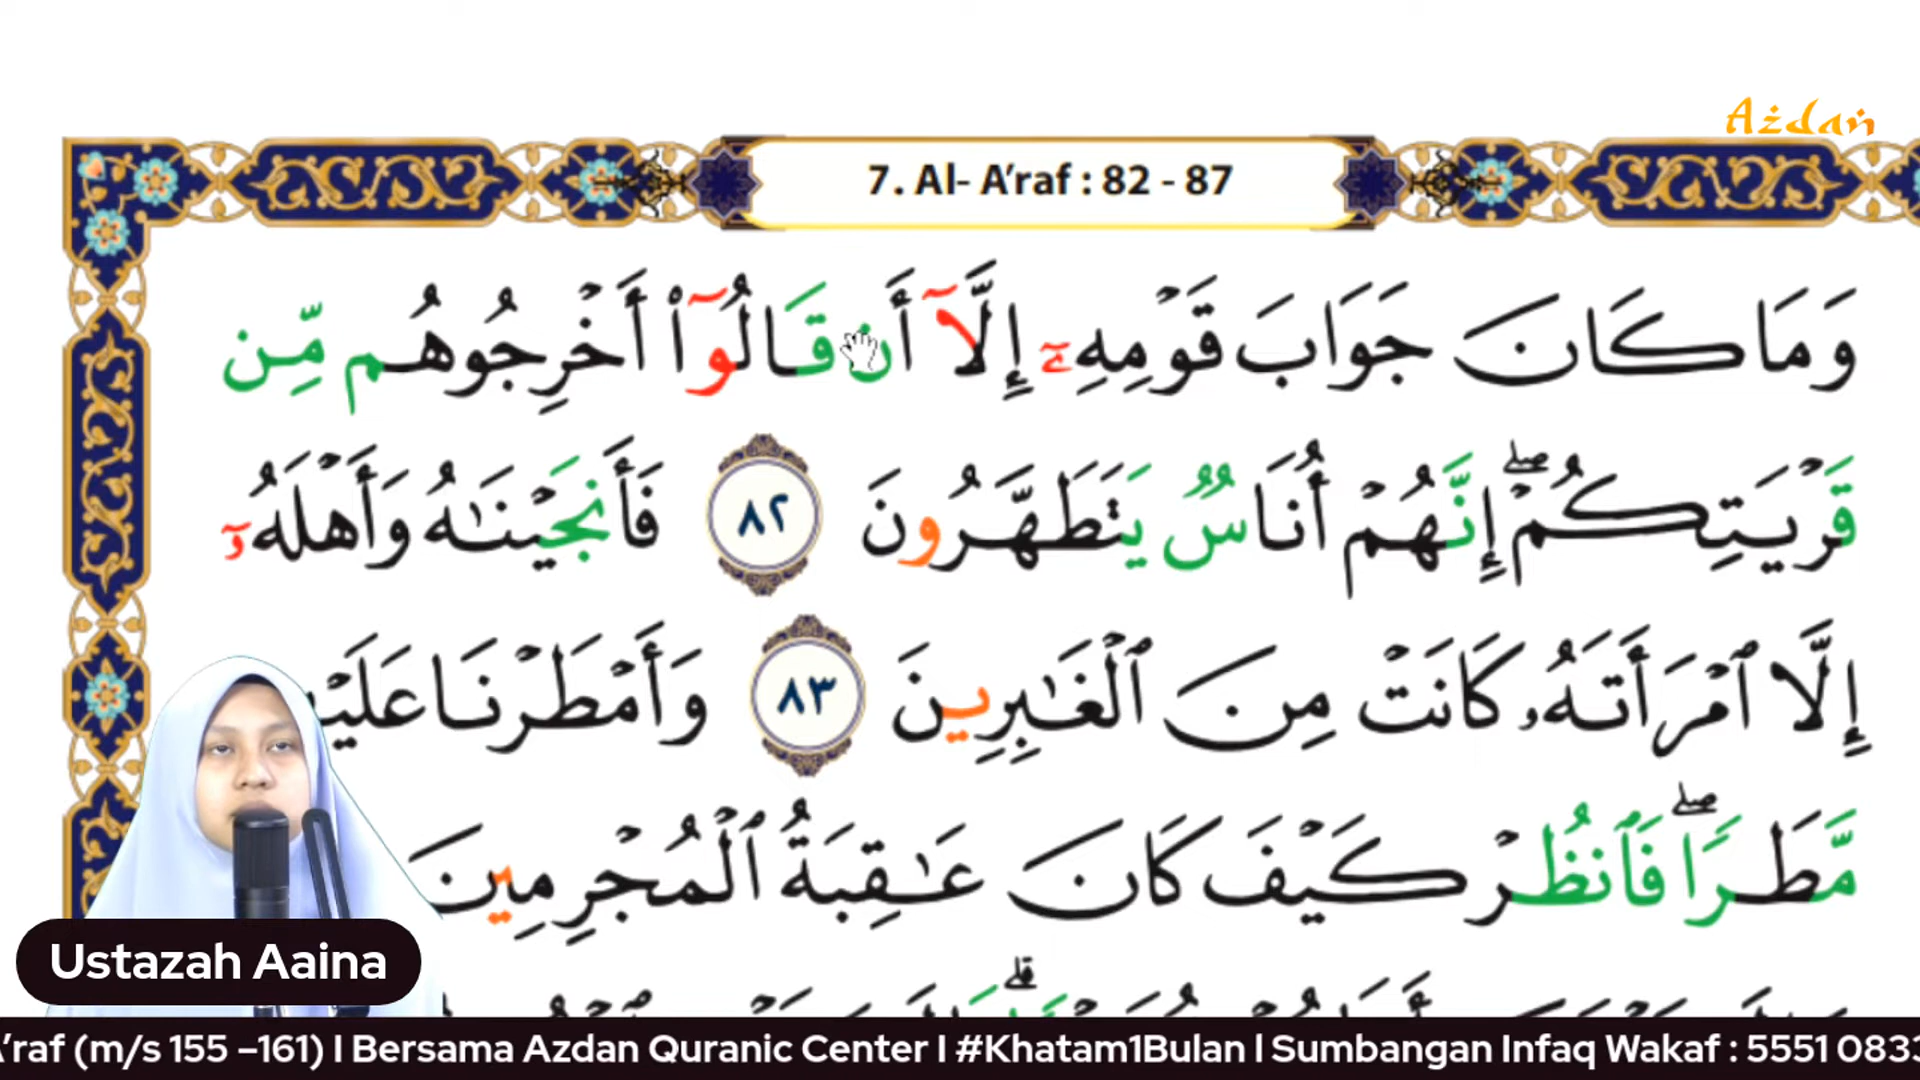 Azdan
7. Al- A’raf : 82 - 87
وَمَا كَانَ جَوَابَ قَوْمِهِۦٓ إِلَّآ أَن قَالُوٓا۟ أَخْرِجُوهُم مِّن
قَرْيَتِكُمْ ۖ إِنَّهُمْ أُنَاسٌ يَتَطَهَّرُونَ ٨٢ فَأَنجَيْنَٰهُ وَأَهْلَهُۥٓ
إِلَّا ٱمْرَأَتَهُۥ كَانَتْ مِنَ ٱلْغَٰبِرِينَ ٨٣ وَأَمْطَرْنَا
مَّطَرًا ۖ فَٱنظُرْ كَيْفَ كَانَ عَٰقِبَةُ ٱلْمُجْرِمِينَ
Ustazah Aaina
’raf (m/s 155 –161) I Bersama Azdan Quranic Center I #Khatam1Bulan I Sumbangan Infaq Wakaf : 5551 083